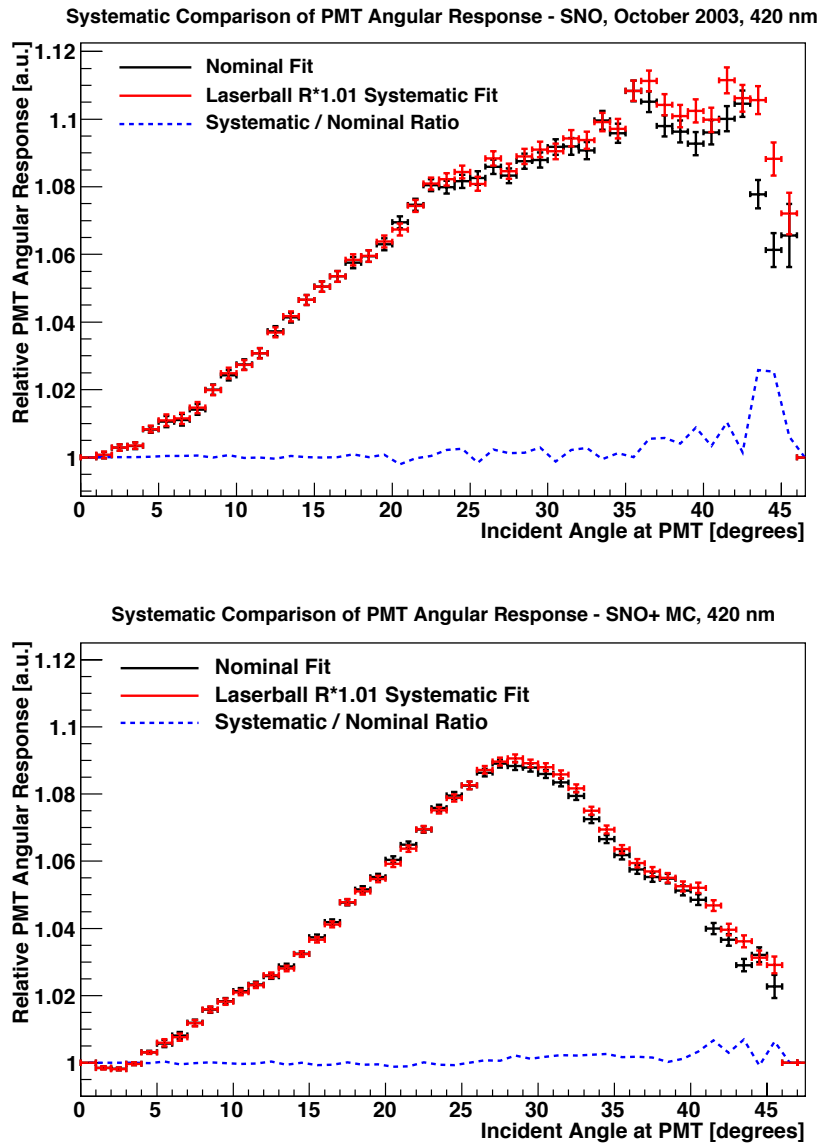 Systematic Comparison of PMT Angular Response - SNO, October 2003, 420 nm
Relative PMT Angular Response [a.u.]
1.12
1.1
1.08
1.06
1.04
1.02
1
Nominal Fit
Laserball R*1.01 Systematic Fit
Systematic / Nominal Ratio
0 5 10 15 20 25 30 35 40 45
Incident Angle at PMT [degrees]
Systematic Comparison of PMT Angular Response - SNO+ MC, 420 nm
Relative PMT Angular Response [a.u.]
1.12
1.1
1.08
1.06
1.04
1.02
1
Nominal Fit
Laserball R*1.01 Systematic Fit
Systematic / Nominal Ratio
0 5 10 15 20 25 30 35 40 45
Incident Angle at PMT [degrees]